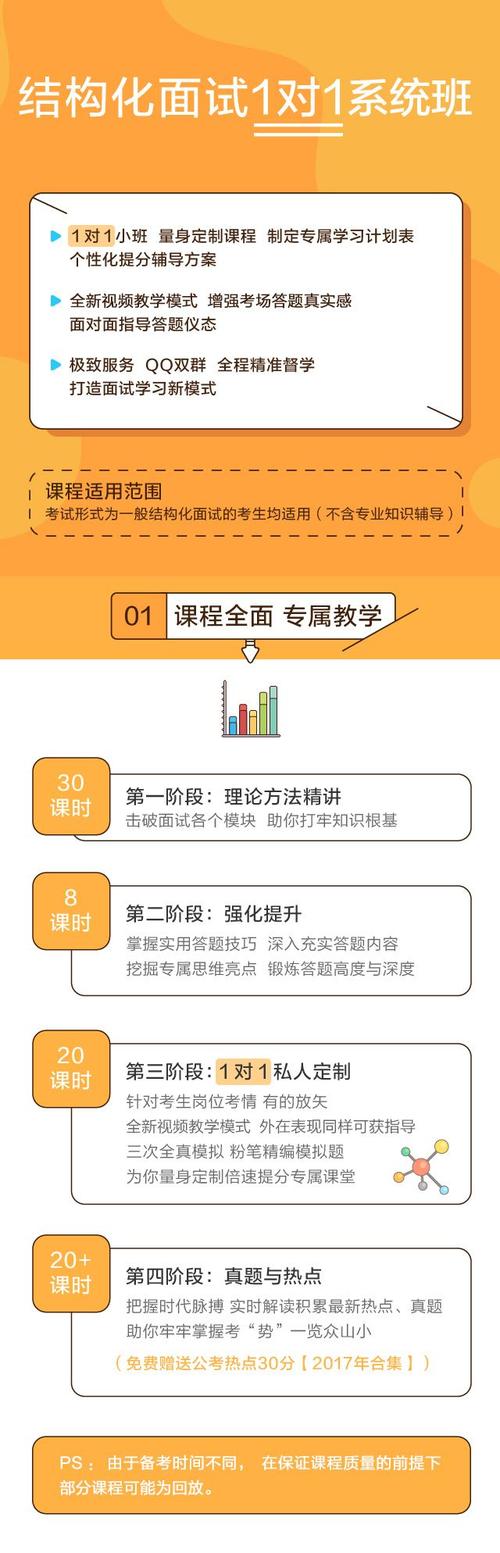 结构化面试1对1系统班
1对1小班 量身定制课程 制定专属学习计划表
个性化提分辅导方案
全新视频教学模式 增强考场答题真实感
面对面指导答题仪态
极致服务 QQ双群 全程精准督学
打造面试学习新模式
课程适用范围
考试形式为一般结构化面试的考生均适用（不含专业知识辅导）
01 课程全面 专属教学
30
课时
第一阶段：理论方法精讲
击破面试各个模块 助你打牢知识根基
8
课时
第二阶段：强化提升
掌握实用答题技巧 深入充实答题内容
挖掘专属思维亮点 锻炼答题高度与深度
20
课时
第三阶段：1对1私人定制
针对考生岗位考情 有的放矢
全新视频教学模式 外在表现同样可获指导
三次全真模拟 粉笔精编模拟题
为你量身定制倍速提分专属课堂
20+
课时
第四阶段：真题与热点
把握时代脉搏 实时解读积累最新热点、真题
助你牢牢掌握考“势”一览众山小
（免费赠送公考热点30分【2017年合集】）
PS： 由于备考时间不同， 在保证课程质量的前提下
部分课程可能为回放。